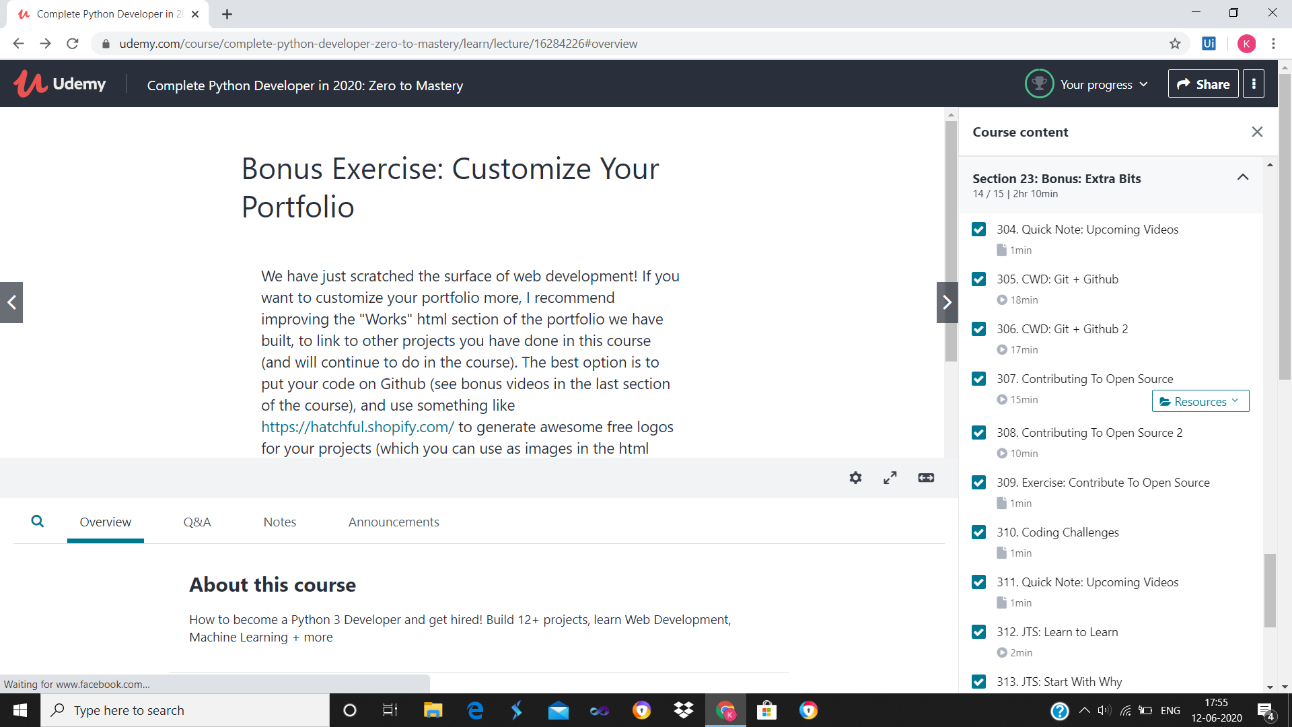 Complete Python Developer in 2
udemy.com/course/complete-python-developer-zero-to-mastery/learn/lecture/16284226#overview
Ui
K
Udemy
Complete Python Developer in 2020: Zero to Mastery
Your progress
Share
Bonus Exercise: Customize Your
Portfolio
We have just scratched the surface of web development! If you
want to customize your portfolio more, I recommend
improving the "Works" html section of the portfolio we have
built, to link to other projects you have done in this course
(and will continue to do in the course). The best option is to
put your code on Github (see bonus videos in the last section
of the course), and use something like
https://hatchful.shopify.com/ to generate awesome free logos
for your projects (which you can use as images in the html
Overview
Q&A
Notes
Announcements
About this course
How to become a Python 3 Developer and get hired! Build 12+ projects, learn Web Development,
Machine Learning + more
Course content
Section 23: Bonus: Extra Bits
14 / 15 | 2hr 10min
304. Quick Note: Upcoming Videos
1min
305. CWD: Git + Github
18min
306. CWD: Git + Github 2
17min
307. Contributing To Open Source
15min
Resources
308. Contributing To Open Source 2
10min
309. Exercise: Contribute To Open Source
1min
310. Coding Challenges
1min
311. Quick Note: Upcoming Videos
1min
312. JTS: Learn to Learn
2min
313. JTS: Start With Why
Waiting for www.facebook.com...
Type here to search
ENG
17:55
12-06-2020
4